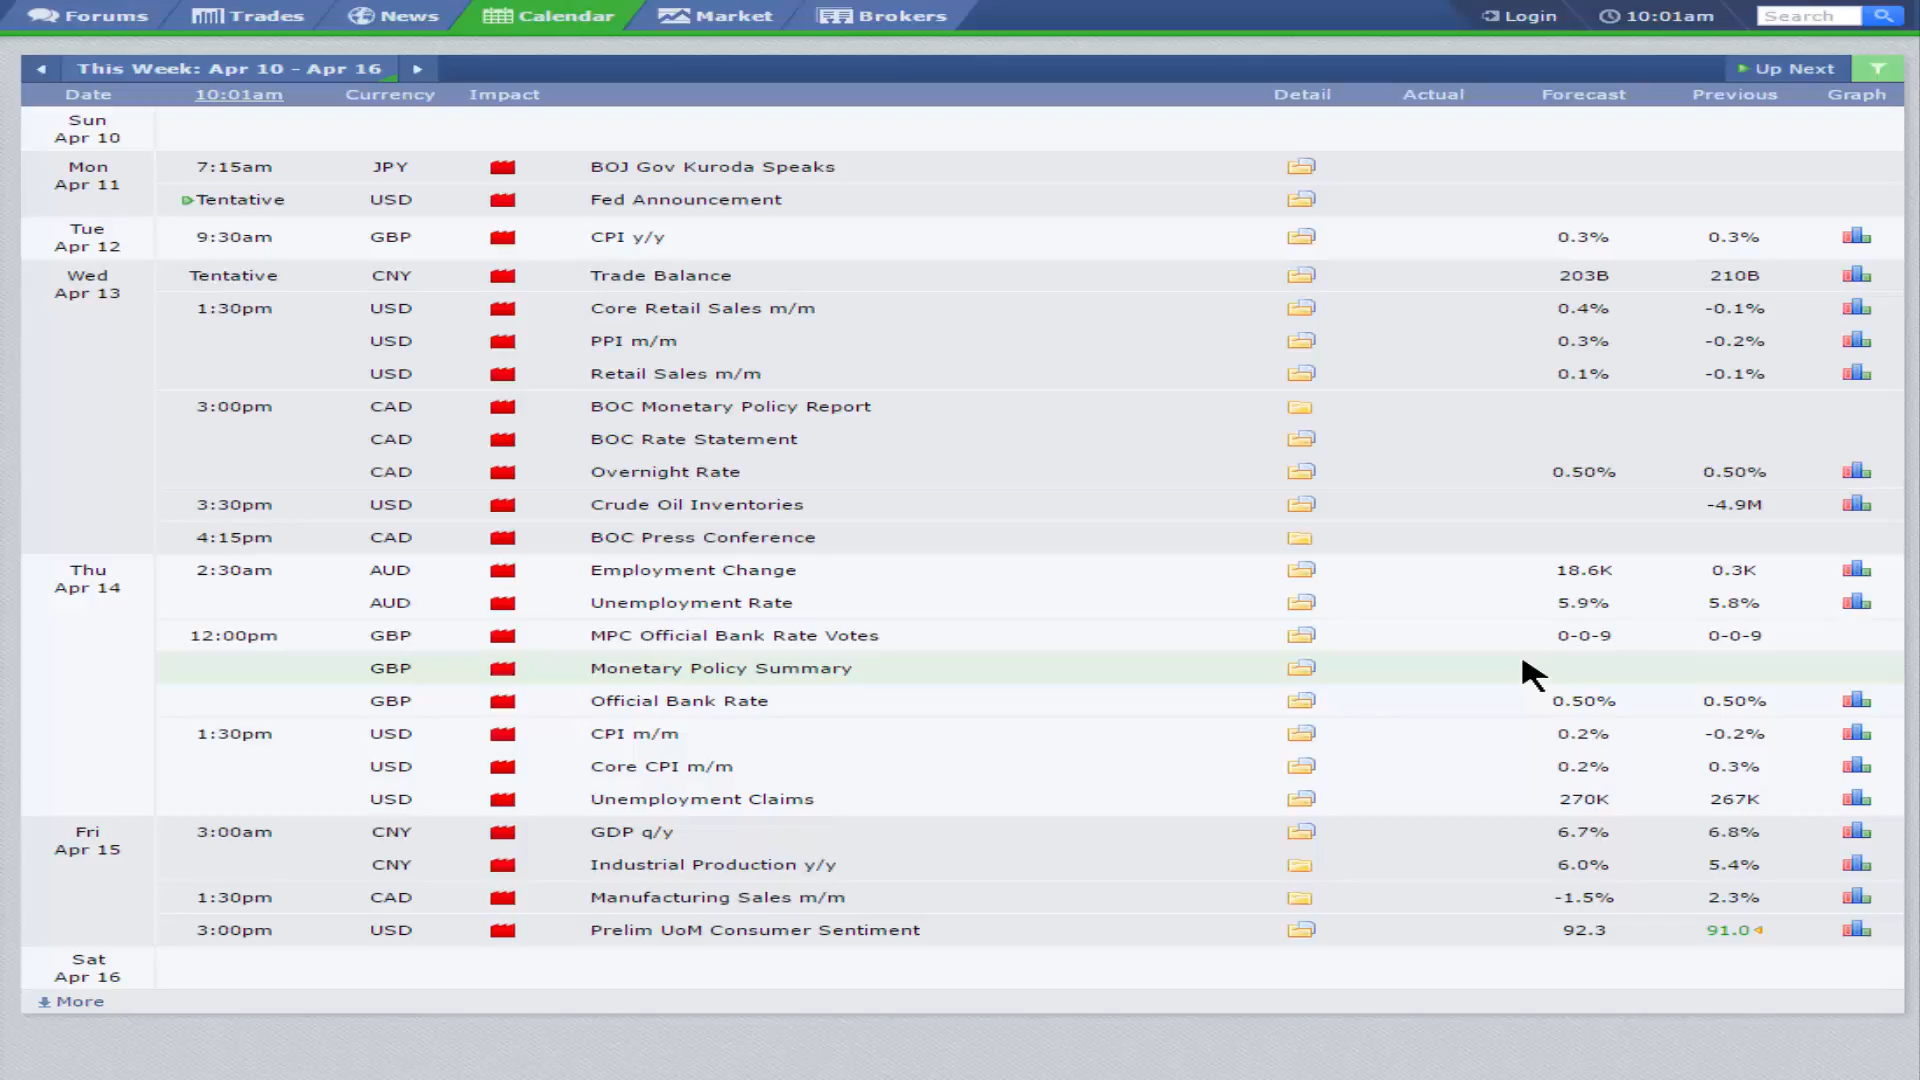 Forums Trades News Calendar Market Brokers Login 10:01am Search
This Week: Apr 10 - Apr 16 Up Next
Date 10:01am Currency Impact Detail Actual Forecast Previous Graph
Sun
Apr 10
Mon
Apr 11
7:15am JPY BOJ Gov Kuroda Speaks
Tentative USD Fed Announcement
Tue
Apr 12
9:30am GBP CPI y/y 0.3% 0.3%
Wed
Apr 13
Tentative CNY Trade Balance 203B 210B
1:30pm USD Core Retail Sales m/m 0.4% -0.1%
USD PPI m/m 0.3% -0.2%
USD Retail Sales m/m 0.1% -0.1%
3:00pm CAD BOC Monetary Policy Report
CAD BOC Rate Statement
CAD Overnight Rate 0.50% 0.50%
3:30pm USD Crude Oil Inventories -4.9M
4:15pm CAD BOC Press Conference
Thu
Apr 14
2:30am AUD Employment Change 18.6K 0.3K
AUD Unemployment Rate 5.9% 5.8%
12:00pm GBP MPC Official Bank Rate Votes 0-0-9 0-0-9
GBP Monetary Policy Summary
GBP Official Bank Rate 0.50% 0.50%
1:30pm USD CPI m/m 0.2% -0.2%
USD Core CPI m/m 0.2% 0.3%
USD Unemployment Claims 270K 267K
Fri
Apr 15
3:00am CNY GDP q/y 6.7% 6.8%
CNY Industrial Production y/y 6.0% 5.4%
1:30pm CAD Manufacturing Sales m/m -1.5% 2.3%
3:00pm USD Prelim UoM Consumer Sentiment 92.3 91.0
Sat
Apr 16
More